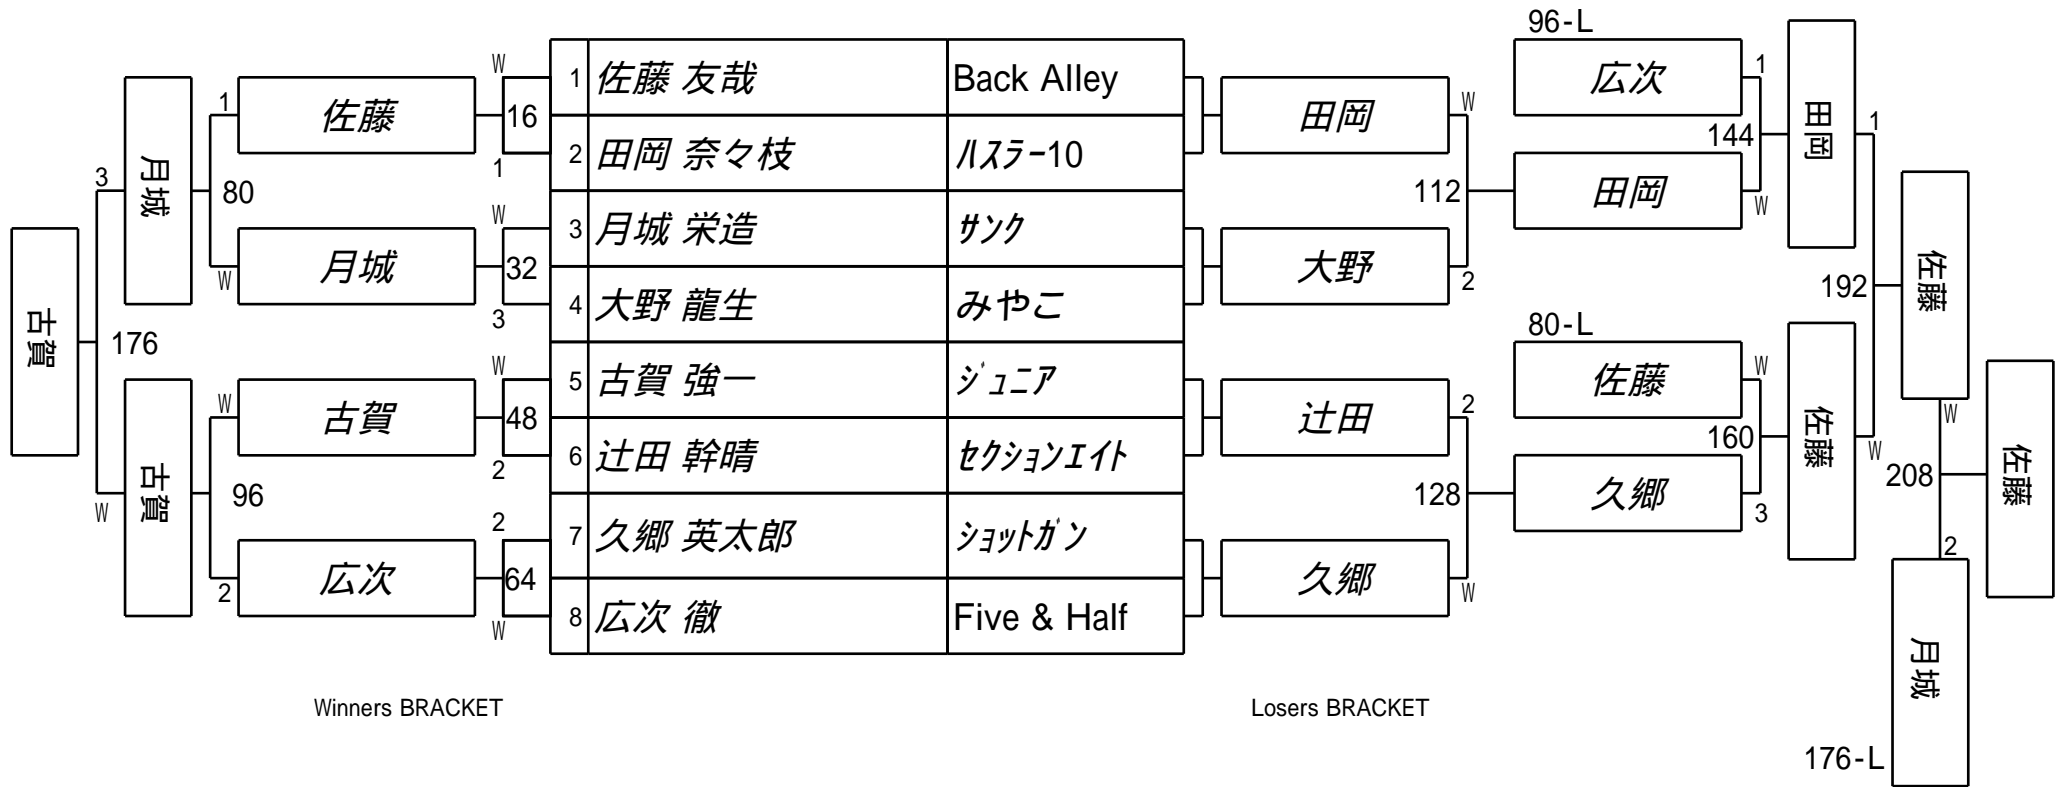 96-L
W
1 佐藤 友哉 Back Alley
佐藤
1
16
田岡
W
広次
1
1
2 田岡 奈々枝 ﾊｽﾗｰ10
144
田岡
1
3
月城
80
W
3 月城 栄造 サンク
112
田岡
W
月城
W
32
大野
2
4 大野 龍生 みやこ
3
192
佐藤
古賀
176
80-L
W
5 古賀 強一 ｼﾞｭﾆｱ
古賀
W
48
辻田
2
佐藤
W
6 辻田 幹晴 ｾｸｼｮﾝｴｲﾄ
2
160
佐藤
W
W
W
古賀
96
128
久郷
3
208
佐藤
2
7 久郷 英太郎 ｼｮｯﾄｶﾞﾝ
広次
2
64
久郷
W
8 広次 徹 Five & Half
W
2
月城
176-L
Winners BRACKET
Losers BRACKET